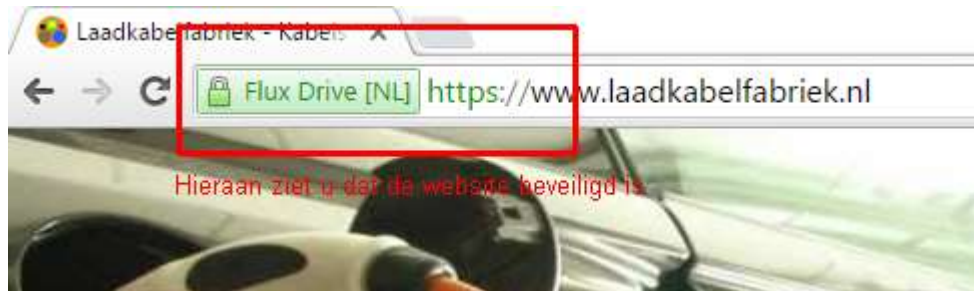 Laadkabelfabriek - Kabels
Flux Drive [NL] https://www.laadkabelfabriek.nl
Hieraan ziet u dat de website beveiligd is.